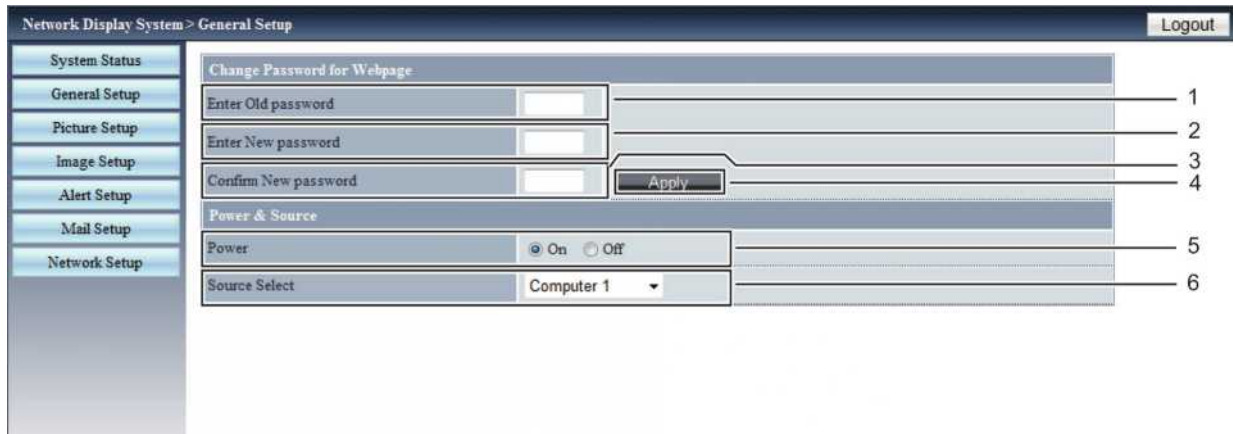 Network Display System > General Setup Logout
System Status
General Setup
Picture Setup
Image Setup
Alert Setup
Mail Setup
Network Setup
Change Password for Webpage
Enter Old password 1
Enter New password 2
3
Confirm New password Apply 4
Power & Source
Power On Off 5
Source Select Computer 1 6